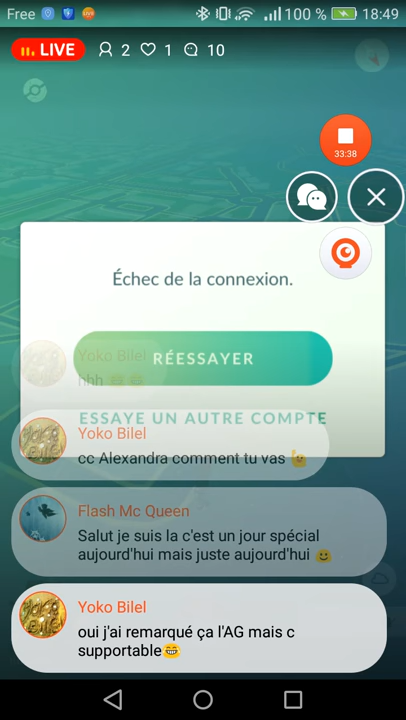 Free LIVE 100 % 18:49
LIVE 2 1 10
33:38
Échec de la connexion.
RÉESSAYER
Yoko Bilel
hhh
ESSAYE UN AUTRE COMPTE
Yoko Bilel
cc Alexandra comment tu vas 👆
Flash Mc Queen
Salut je suis la c'est un jour spécial
aujourd'hui mais juste aujourd'hui 😃
Yoko Bilel
oui j'ai remarqué ça l'AG mais c
supportable😂